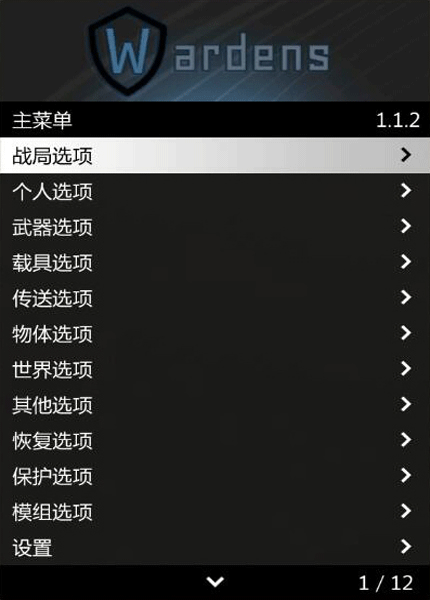 Wardens
主菜单 1.1.2
战局选项
个人选项
武器选项
载具选项
传送选项
物体选项
世界选项
其他选项
恢复选项
保护选项
模组选项
设置
1 / 12